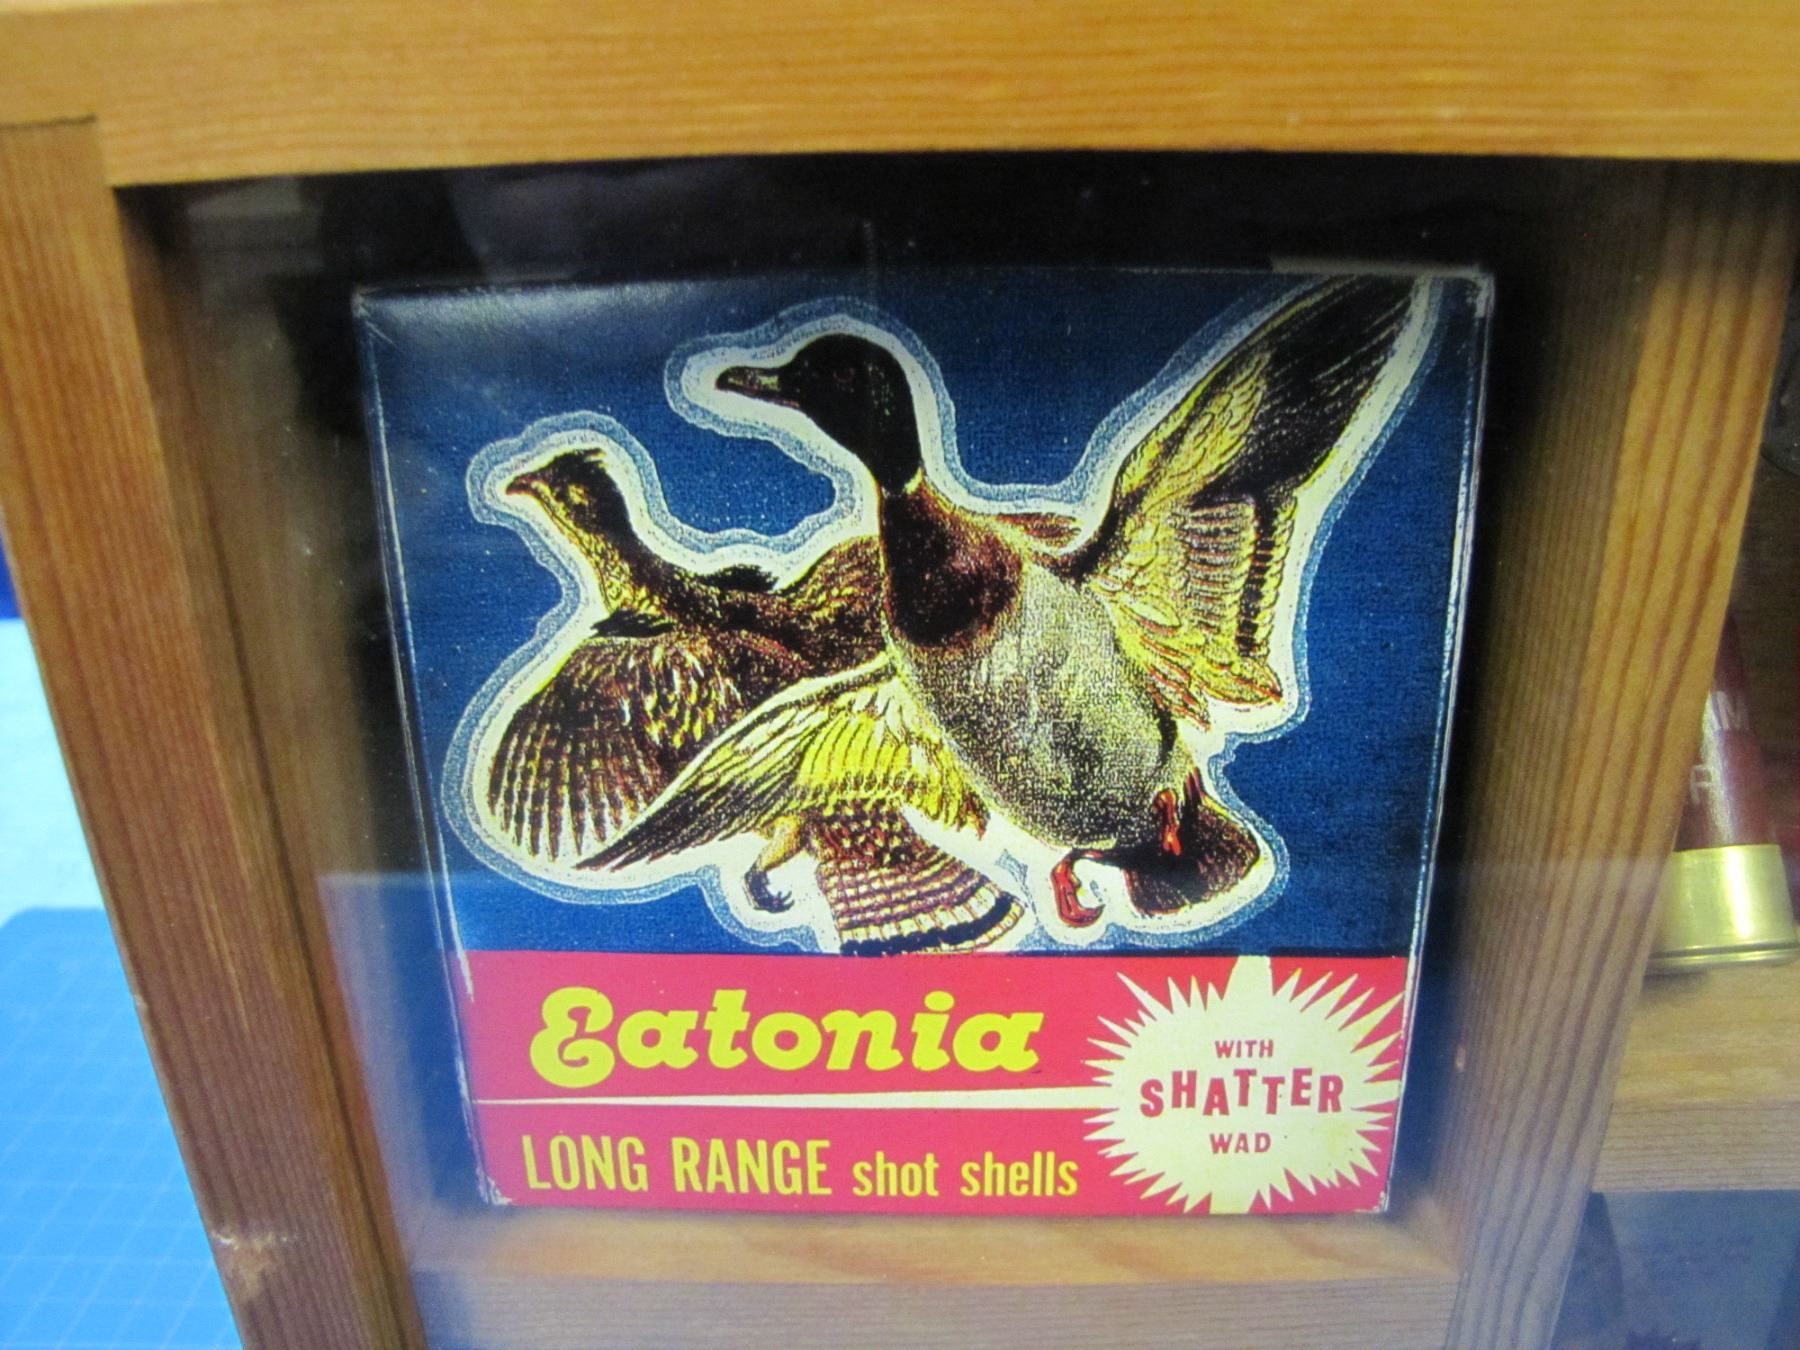 Eatonia
LONG RANGE shot shells
WITH
SHATTER
WAD